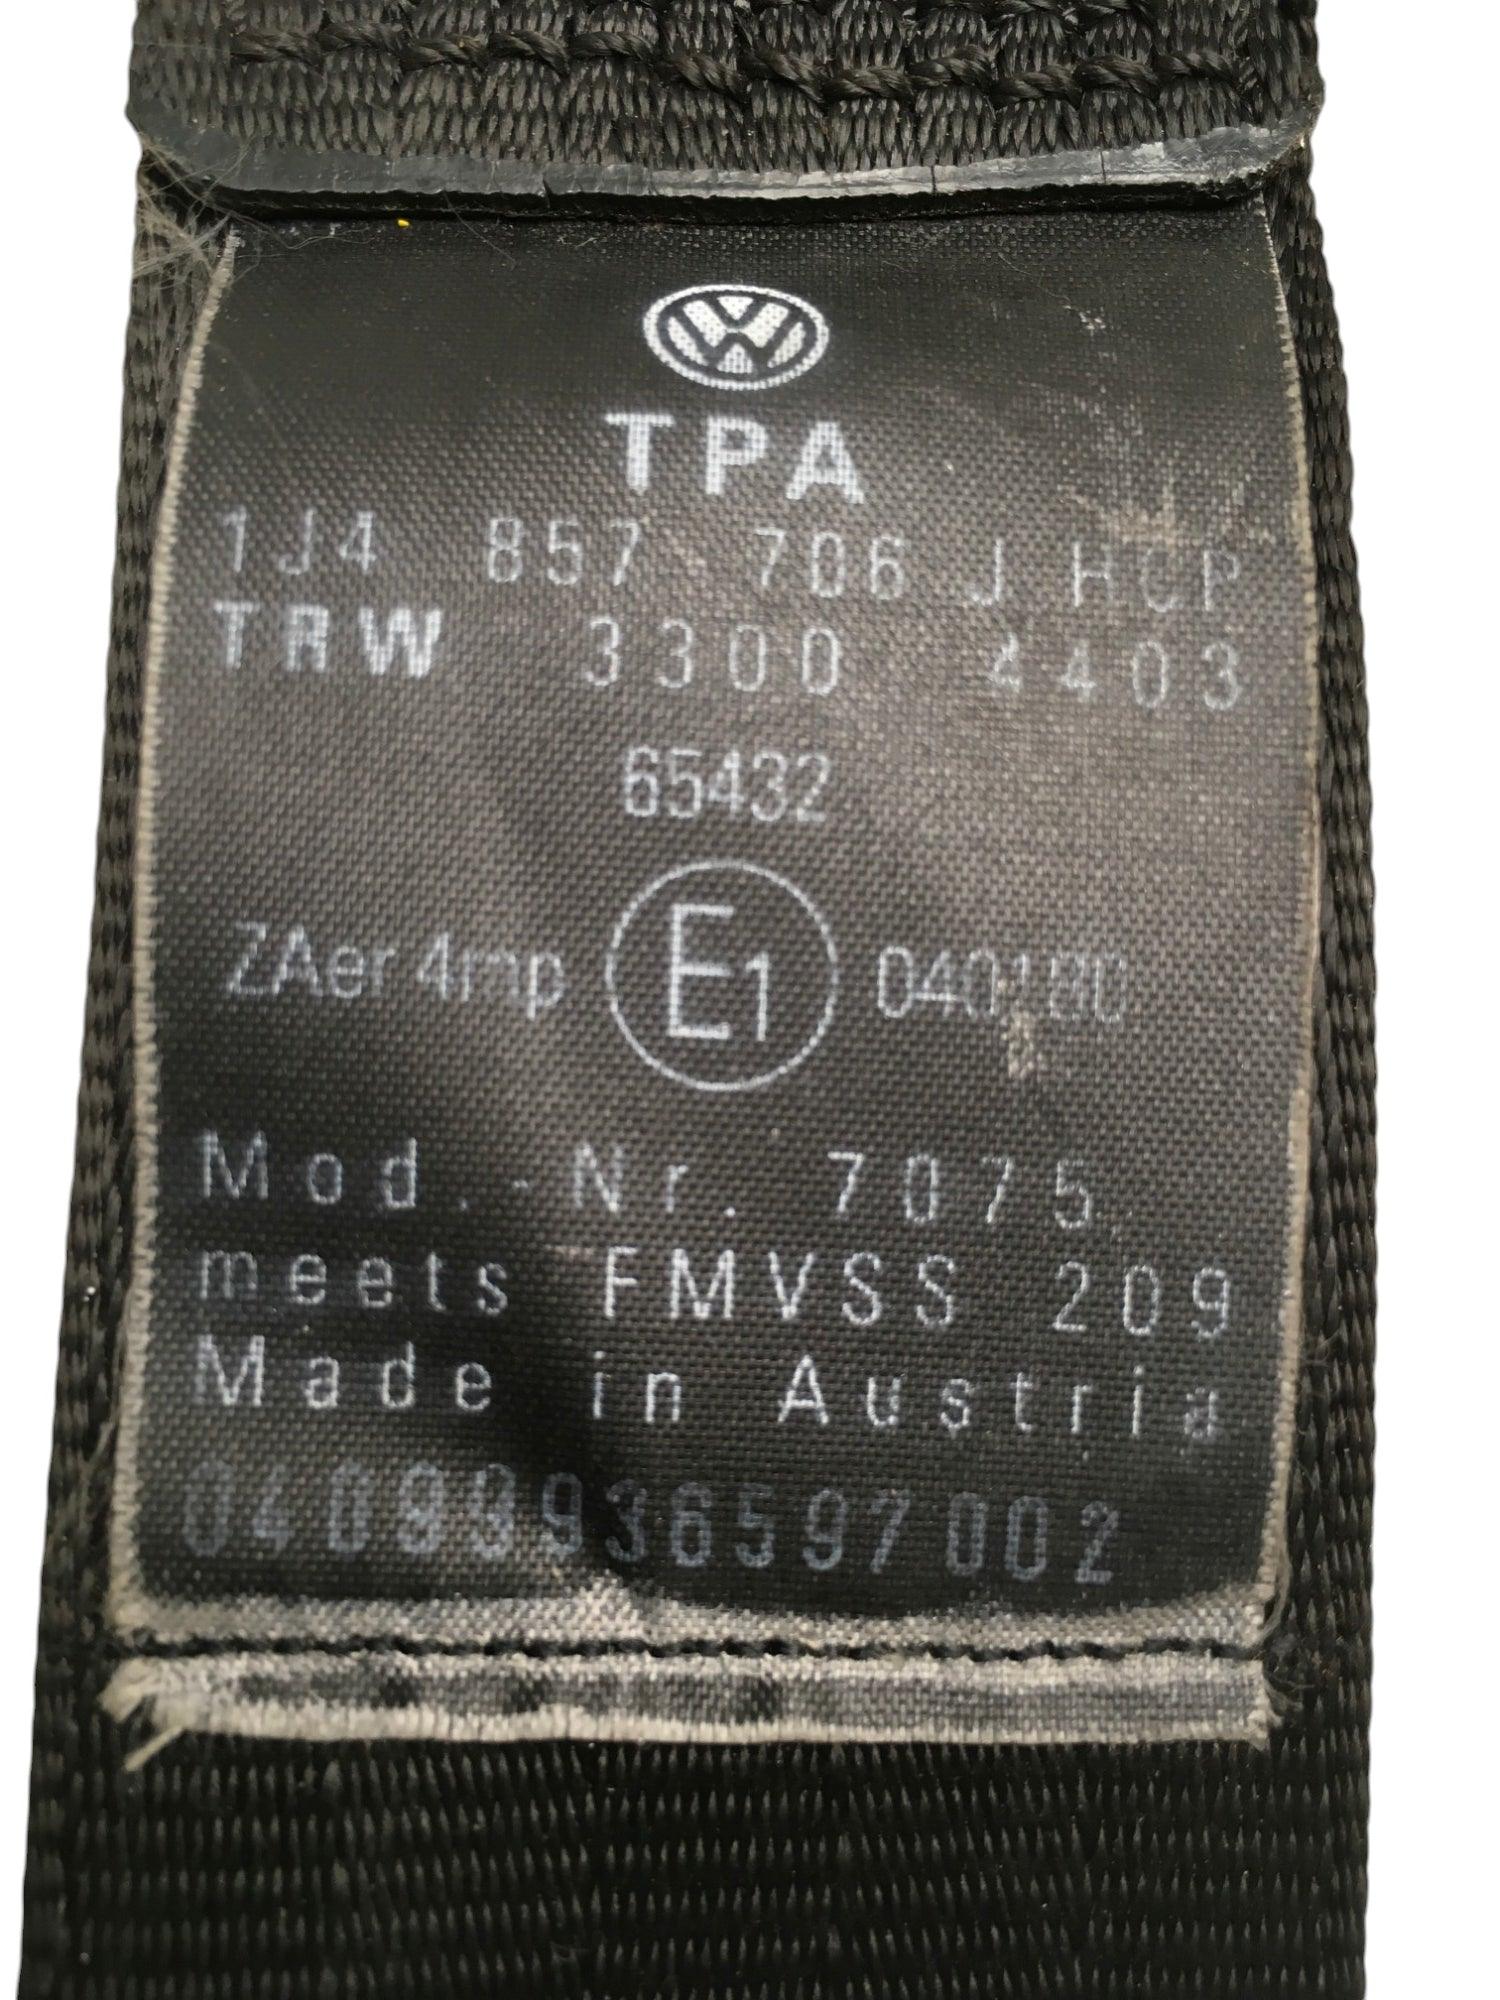 TPA
1J4 857 706 J HCP
TRW 3300 4403
65432
ZAer 4mp E1 040180
Mod.-Nr. 7075
meets FMVSS 209
Made in Austria